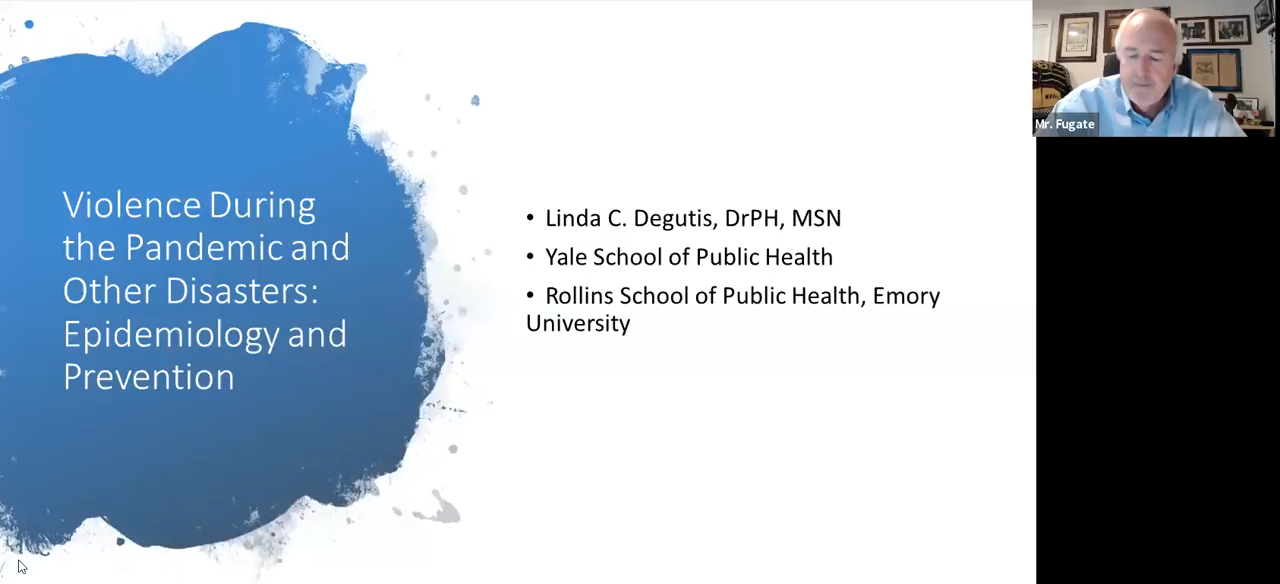 Violence During
the Pandemic and
Other Disasters:
Epidemiology and
Prevention
• Linda C. Degutis, DrPH, MSN
• Yale School of Public Health
• Rollins School of Public Health, Emory
University
Mr. Fugate